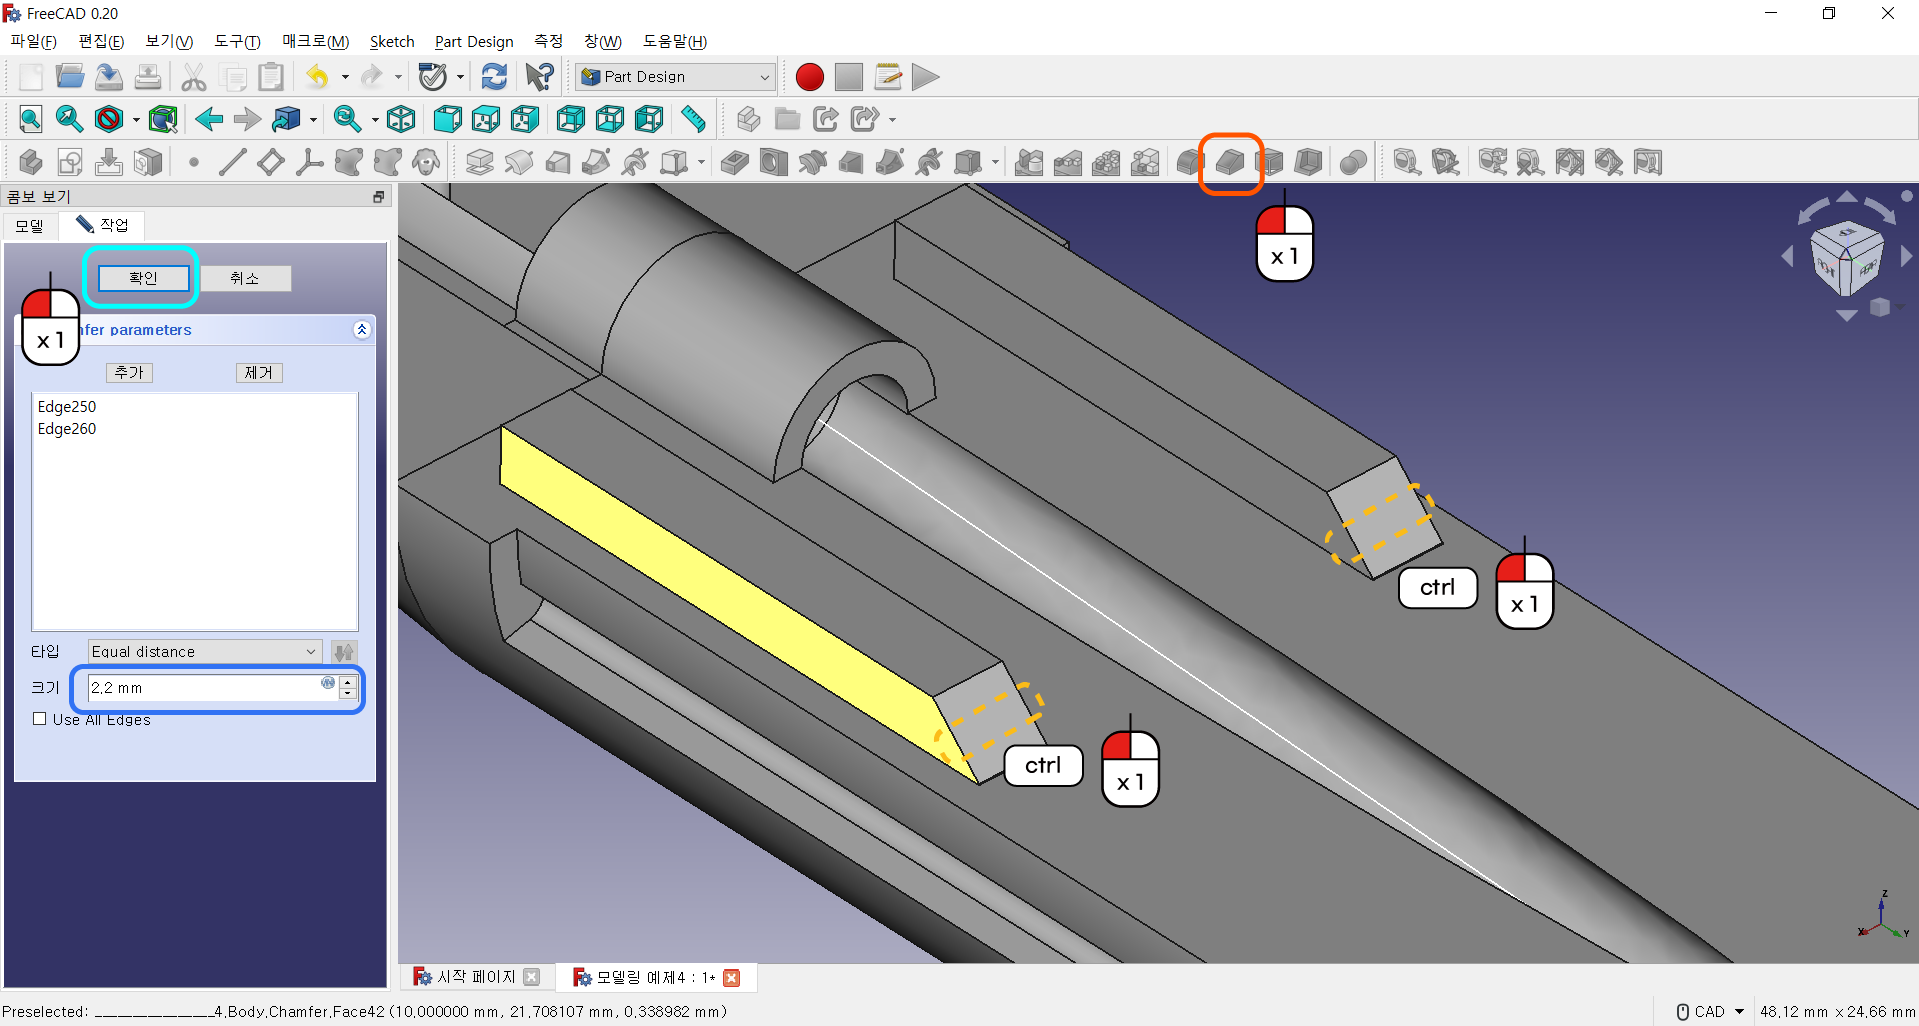 FreeCAD 0.20
파일(F) 편집(E) 보기(V) 도구(T) 매크로(M) Sketch Part Design 측정 창(W) 도움말(H)
Part Design
콤보 보기
모델 작업
확인 취소
x 1
x 1
nfer parameters
추가 제거
Edge250
Edge260
ctrl
x 1
타입 Equal distance
크기 2,2 mm
Use All Edges
ctrl
x 1
Z
X Y
시작 페이지 모델링 예제4 : 1*
Preselected: ________________4.Body.Chamfer.Face42 (10,000000 mm, 21,708107 mm, 0,338982 mm)
CAD 48,12 mm x 24,66 mm